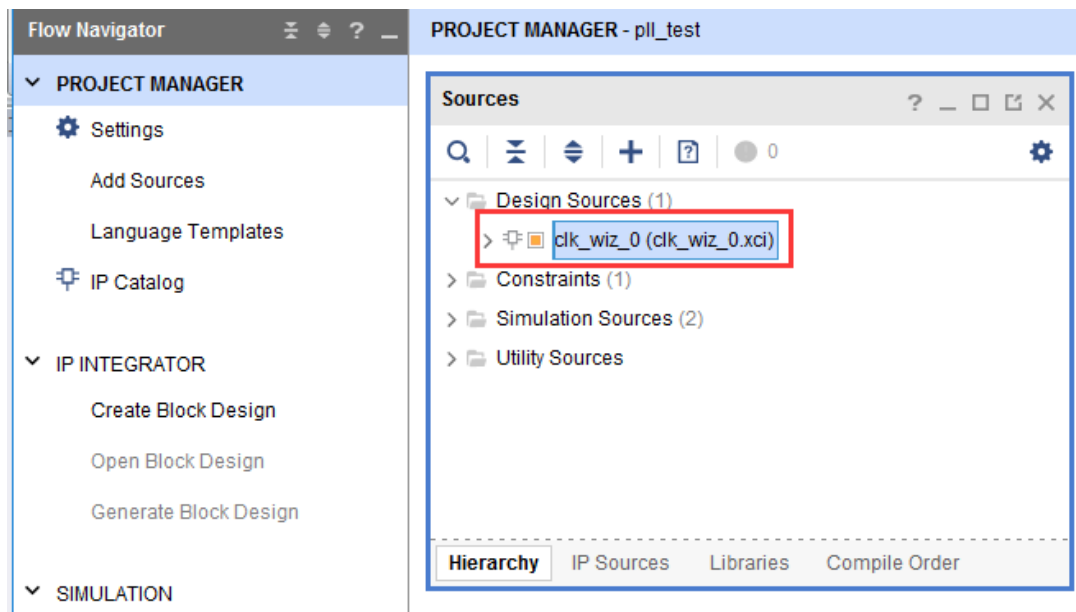 Flow Navigator
PROJECT MANAGER - pll_test
PROJECT MANAGER
Settings
Add Sources
Language Templates
IP Catalog
IP INTEGRATOR
Create Block Design
Open Block Design
Generate Block Design
SIMULATION
Sources
0
Design Sources (1)
clk_wiz_0 (clk_wiz_0.xci)
Constraints (1)
Simulation Sources (2)
Utility Sources
Hierarchy IP Sources Libraries Compile Order